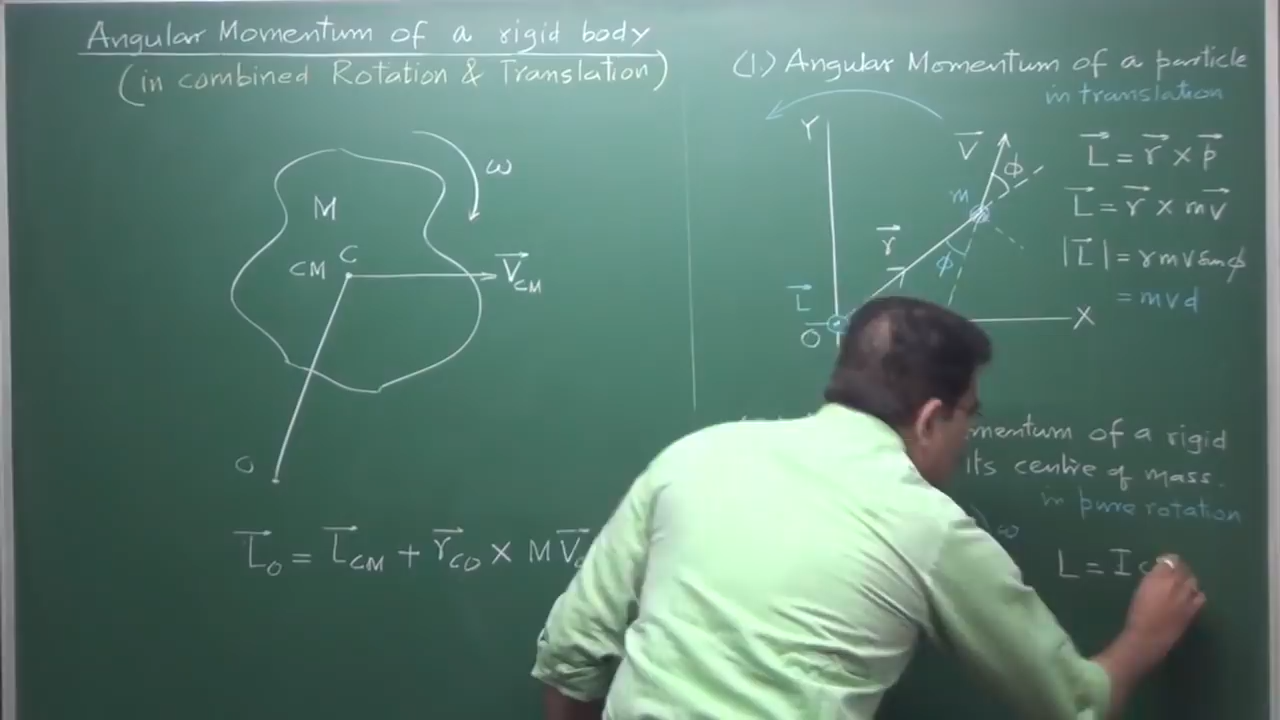 Angular Momentum of a rigid body
(in combined Rotation & Translation)
ω
M
C
CM
V⃗CM
O
L⃗o = L⃗CM + r⃗CO × M V⃗
(1.) Angular Momentum of a particle
in translation
Y
V⃗
ϕ
m
r⃗
ϕ
L⃗
O
X
L⃗ = r⃗ × p⃗
L⃗ = r⃗ × mv⃗
|L⃗| = rmv sinϕ
= mvd
mentum of a rigid
its centre of mass.
in pure rotation
ω
L = I